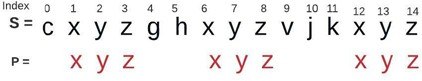 Index 0 1 2 3 4 5 6 7 8 9 10 11 12 13 14
S = c x y z g h x y z v j k x y z
P = x y z x y z x y z